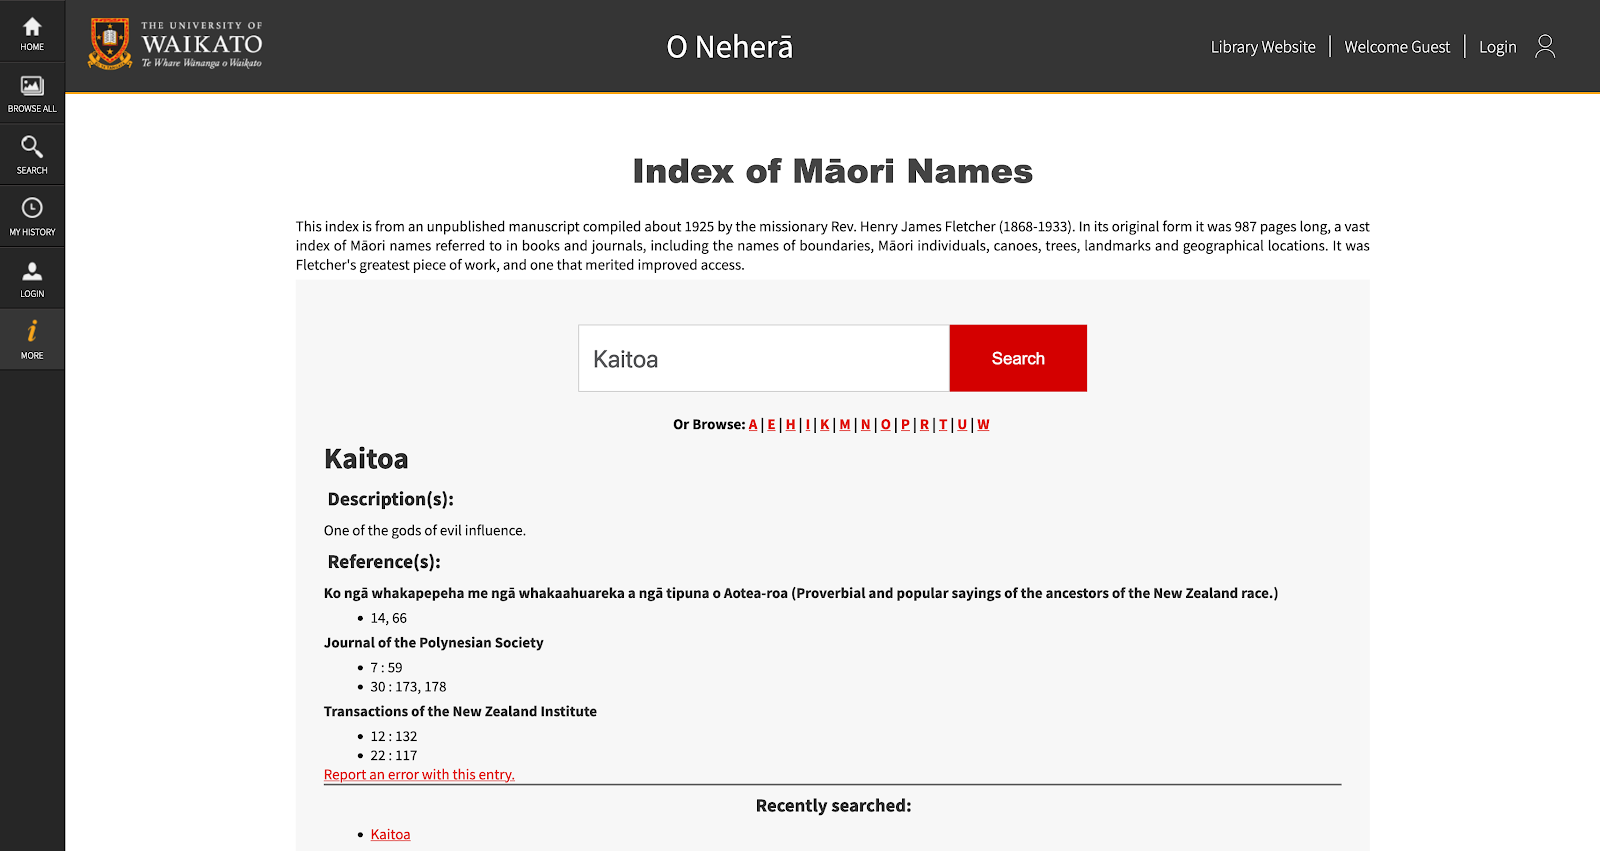 HOME
BROWSE ALL
SEARCH
MY HISTORY
LOGIN
MORE
THE UNIVERSITY OF
WAIKATO
Te Whare Wānanga o Waikato
O Neherā
Library Website | Welcome Guest | Login
Index of Māori Names
This index is from an unpublished manuscript compiled about 1925 by the missionary Rev. Henry James Fletcher (1868-1933). In its original form it was 987 pages long, a vast
index of Māori names referred to in books and journals, including the names of boundaries, Māori individuals, canoes, trees, landmarks and geographical locations. It was
Fletcher's greatest piece of work, and one that merited improved access.
Kaitoa
Search
Or Browse: A | E | H | I | K | M | N | O | P | R | T | U | W
Kaitoa
Description(s):
One of the gods of evil influence.
Reference(s):
Ko ngā whakapepeha me ngā whakaahuareka a ngā tipuna o Aotea-roa (Proverbial and popular sayings of the ancestors of the New Zealand race.)
• 14, 66
Journal of the Polynesian Society
• 7 : 59
• 30 : 173, 178
Transactions of the New Zealand Institute
• 12 : 132
• 22 : 117
Report an error with this entry.
Recently searched:
• Kaitoa